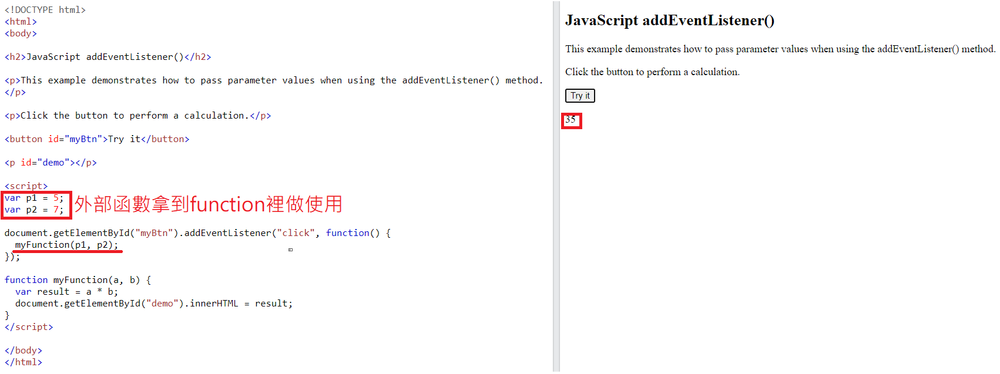 <!DOCTYPE html>
<html>
<body>
<h2>JavaScript addEventListener()</h2>
<p>This example demonstrates how to pass parameter values when using the addEventListener() method.
</p>
<p>Click the button to perform a calculation.</p>
<button id="myBtn">Try it</button>
<p id="demo"></p>
<script>
var p1 = 5;
var p2 = 7;
外部函數拿到function裡做使用
document.getElementById("myBtn").addEventListener("click", function() {
  myFunction(p1, p2);
});
function myFunction(a, b) {
  var result = a * b;
  document.getElementById("demo").innerHTML = result;
}
</script>
</body>
</html>
JavaScript addEventListener()
This example demonstrates how to pass parameter values when using the addEventListener() method.
Click the button to perform a calculation.
Try it
35